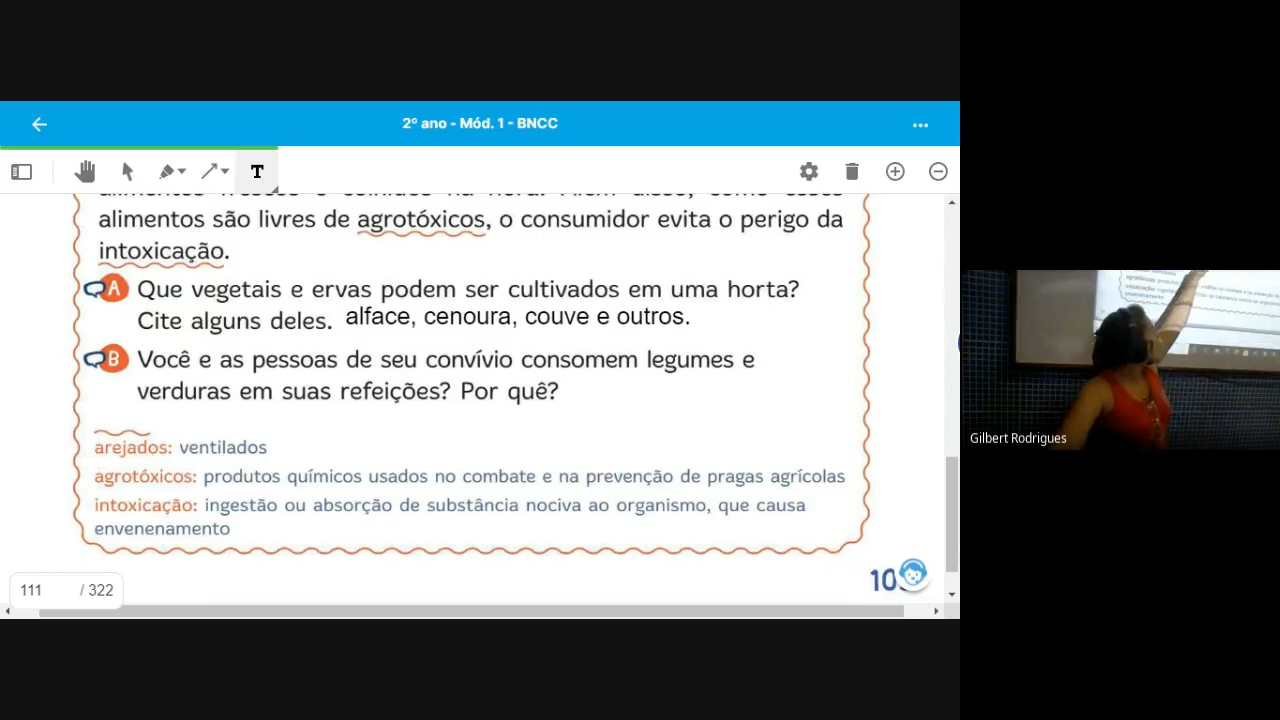 2º ano - Mód. 1 - BNCC
T
alimentos são livres de agrotóxicos, o consumidor evita o perigo da
intoxicação.
A Que vegetais e ervas podem ser cultivados em uma horta?
Cite alguns deles. alface, cenoura, couve e outros.
B Você e as pessoas de seu convívio consomem legumes e
verduras em suas refeições? Por quê?
arejados: ventilados
agrotóxicos: produtos químicos usados no combate e na prevenção de pragas agrícolas
intoxicação: ingestão ou absorção de substância nociva ao organismo, que causa
envenenamento
111 / 322
Gilbert Rodrigues